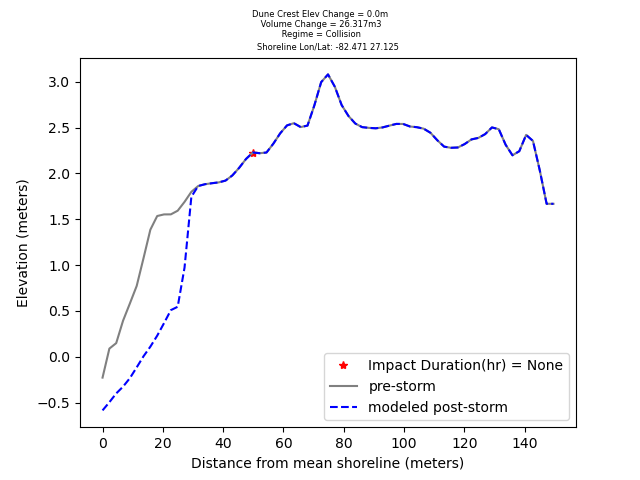 Dune Crest Elev Change = 0.0m
Volume Change = 26.317m3
Regime = Collision
Shoreline Lon/Lat: -82.471 27.125
3.0
2.5
2.0
1.5
1.0
0.5
0.0
−0.5
Elevation (meters)
Impact Duration(hr) = None
pre-storm
modeled post-storm
0 20 40 60 80 100 120 140
Distance from mean shoreline (meters)